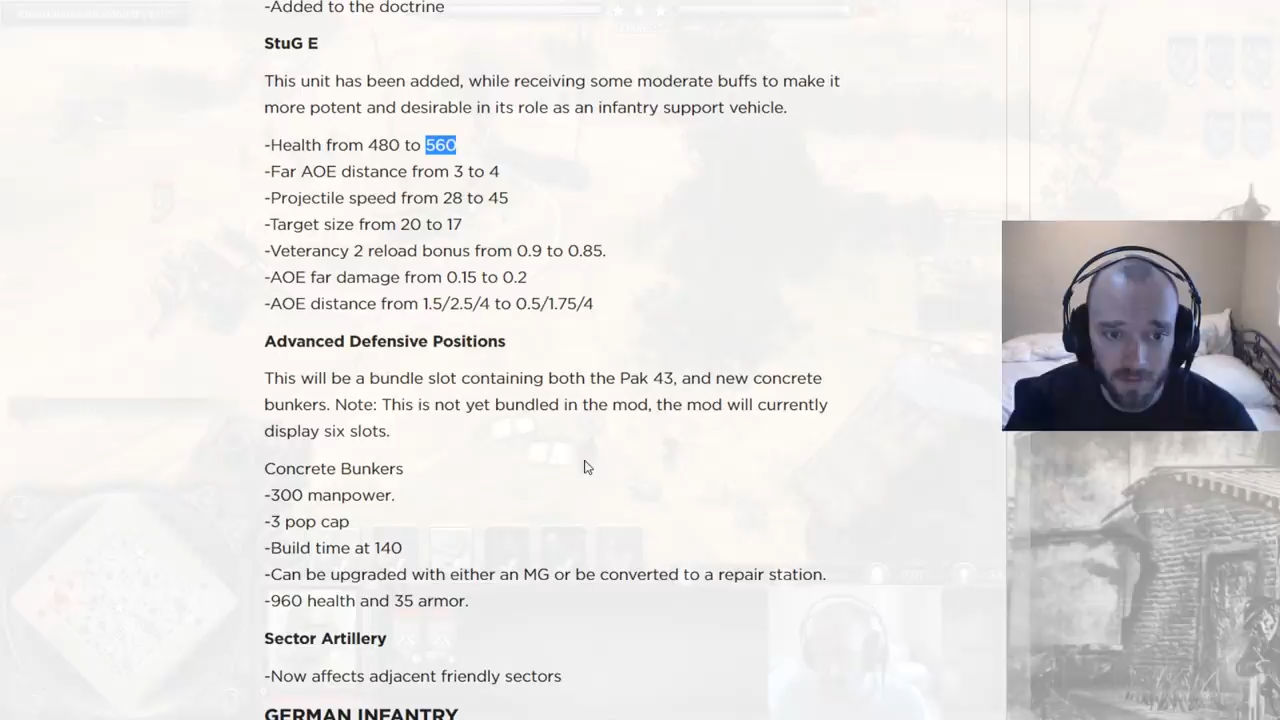 -Added to the doctrine
StuG E
This unit has been added, while receiving some moderate buffs to make it
more potent and desirable in its role as an infantry support vehicle.
-Health from 480 to 560
-Far AOE distance from 3 to 4
-Projectile speed from 28 to 45
-Target size from 20 to 17
-Veterancy 2 reload bonus from 0.9 to 0.85.
-AOE far damage from 0.15 to 0.2
-AOE distance from 1.5/2.5/4 to 0.5/1.75/4
Advanced Defensive Positions
This will be a bundle slot containing both the Pak 43, and new concrete
bunkers. Note: This is not yet bundled in the mod, the mod will currently
display six slots.
Concrete Bunkers
-300 manpower.
-3 pop cap
-Build time at 140
-Can be upgraded with either an MG or be converted to a repair station.
-960 health and 35 armor.
Sector Artillery
-Now affects adjacent friendly sectors
GERMAN INFANTRY